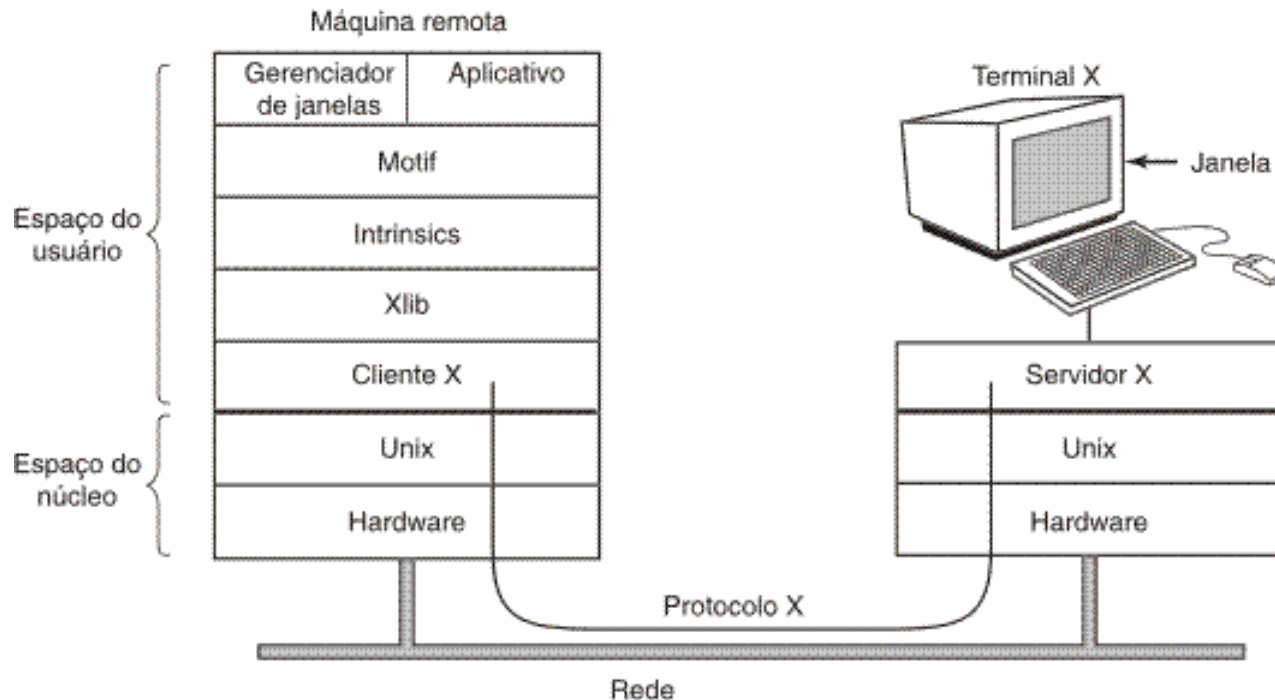 Máquina remota
Gerenciador
de janelas
Aplicativo
Terminal X
Motif
Janela
Espaço do
usuário
Intrinsics
Xlib
Cliente X
Servidor X
Unix
Unix
Espaço do
núcleo
Hardware
Hardware
Protocolo X
Rede